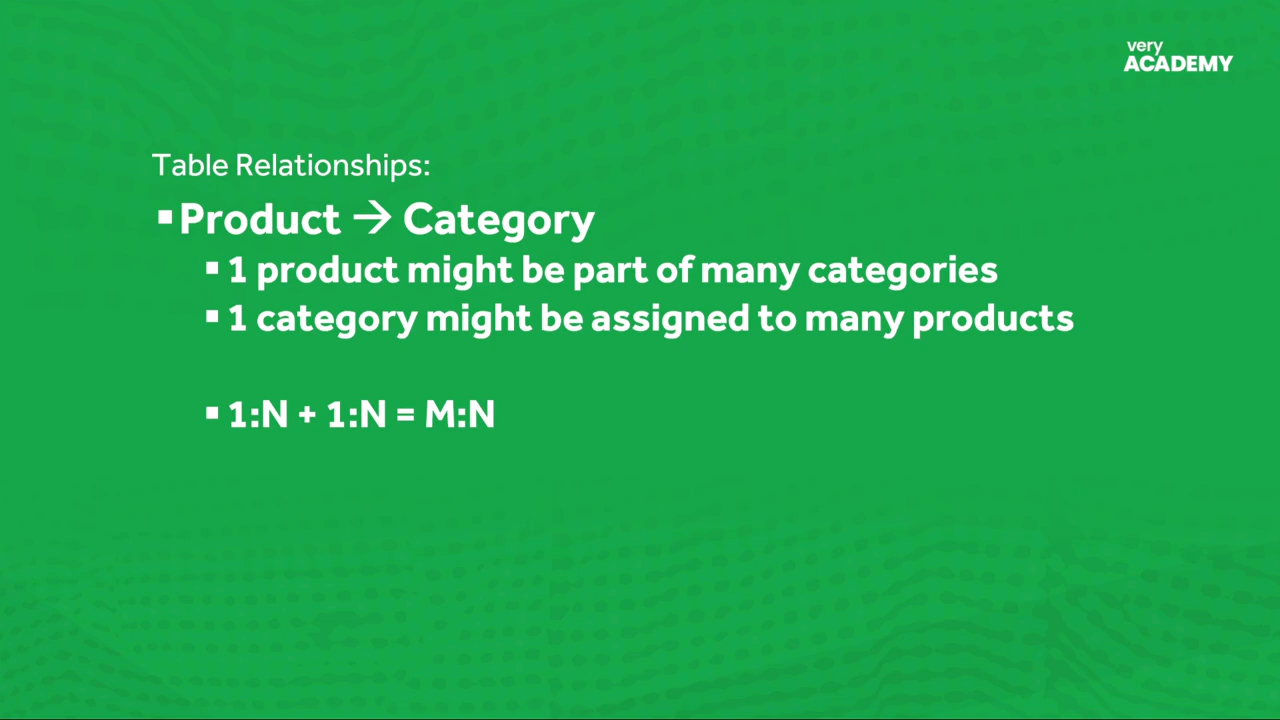 very
ACADEMY
Table Relationships:
▪Product → Category
▪ 1 product might be part of many categories
▪ 1 category might be assigned to many products
▪ 1:N + 1:N = M:N